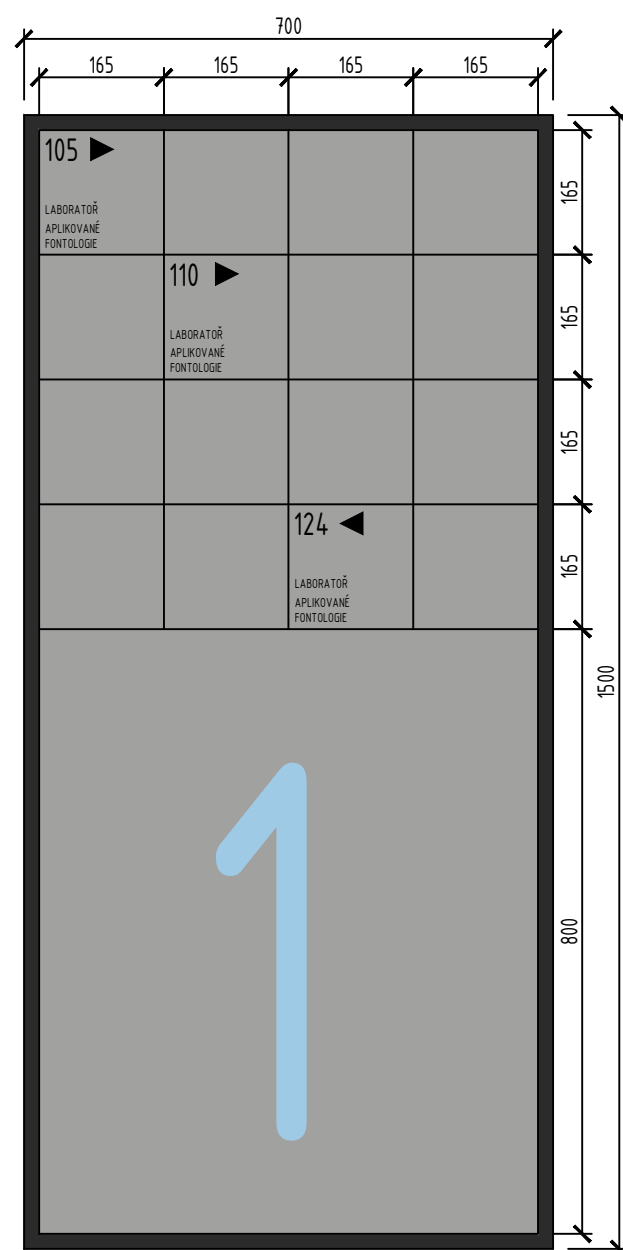 700
165 165 165 165
105
165
LABORATOŘ
APLIKOVANÉ
FONTOLOGIE
110
165
LABORATOŘ
APLIKOVANÉ
FONTOLOGIE
165
124
165
LABORATOŘ
APLIKOVANÉ
FONTOLOGIE
1500
1
800